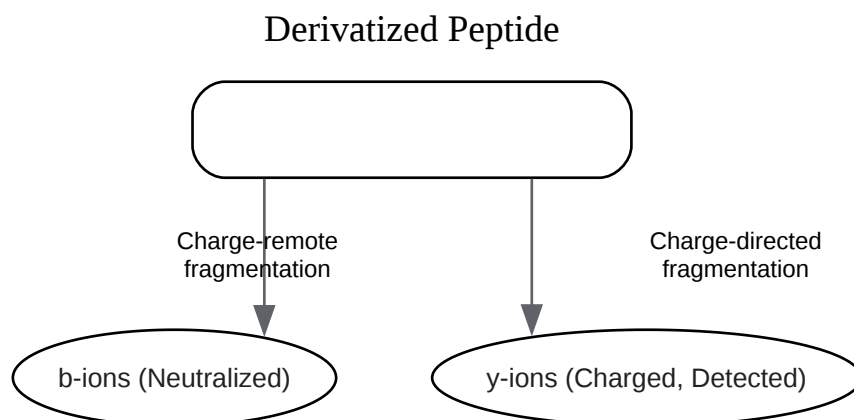 Derivatized Peptide
Charge-remote
fragmentation
Charge-directed
fragmentation
b-ions (Neutralized)
y-ions (Charged, Detected)